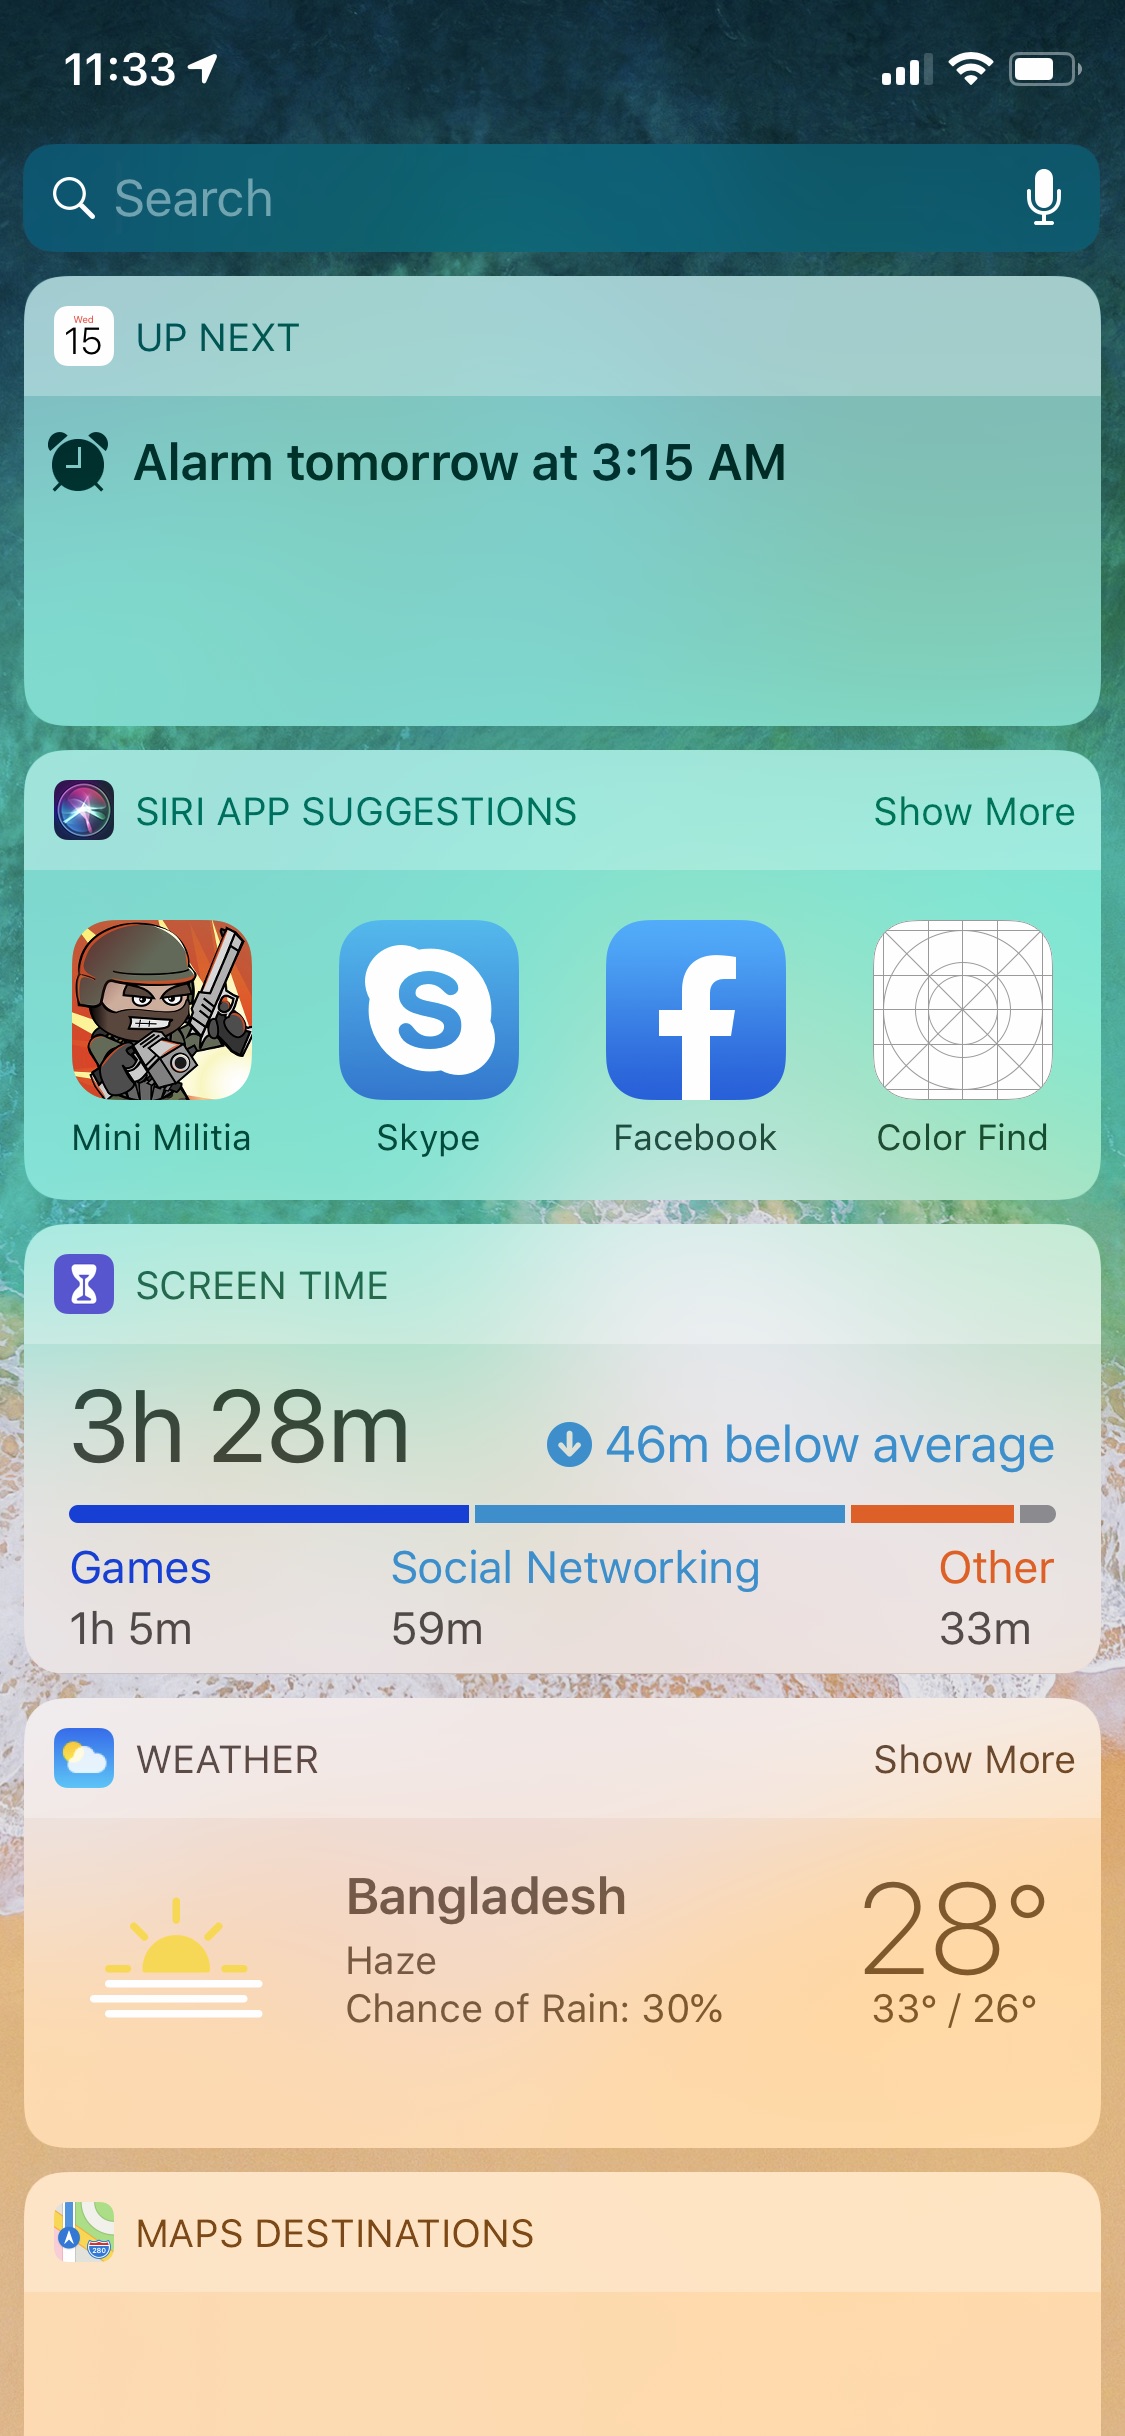 11:33
Search
Wed
15
UP NEXT
Alarm tomorrow at 3:15 AM
SIRI APP SUGGESTIONS
Show More
Mini Militia
Skype
Facebook
Color Find
SCREEN TIME
3h 28m
46m below average
Games
Social Networking
Other
1h 5m
59m
33m
WEATHER
Show More
Bangladesh
28°
Haze
Chance of Rain: 30%
33° / 26°
280
MAPS DESTINATIONS